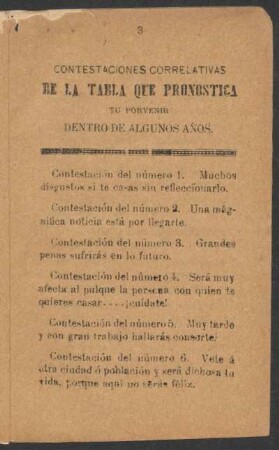 3
CONTESTACIONES CORRELATIVAS
DE LA TABLA QUE PRONOSTICA
TU PORVENIR
DENTRO DE ALGUNOS AÑOS.
Contestación del número 1. Muchos
disgustos si te casas sin refleccionarlo.
Contestación del número 2. Una mag-
nífica noticia está por llegarte.
Contestación del número 3. Grandes
penas sufrirás en lo futuro.
Contestación del número 4. Será muy
afecta al pulque la persona con quien te
quieres casar.... ¡cuídate!
Contestación del número 5. Muy tarde
y con gran trabajo hallarás consorte.
Contestación del número 6. Vete á
otra ciudad ó población y será dichosa tu
vida, porque aquí no serás féliz.